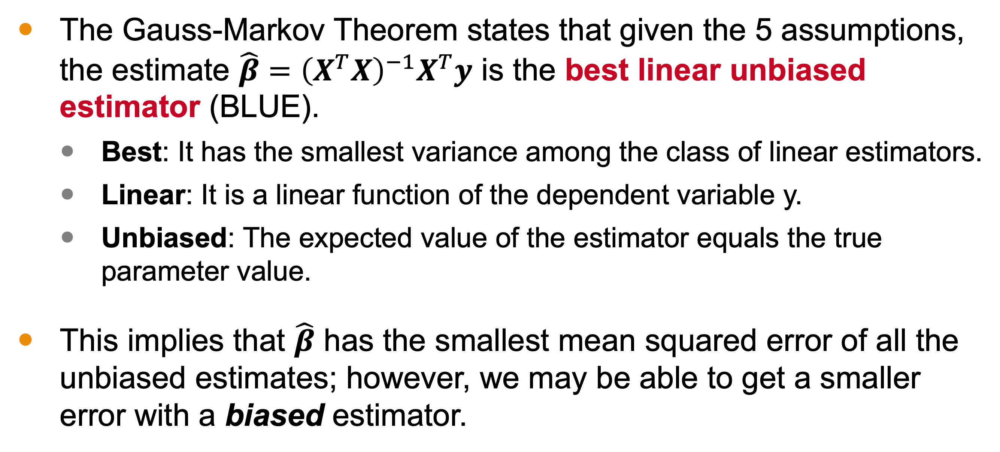 • The Gauss-Markov Theorem states that given the 5 assumptions,
the estimate $\widehat{\boldsymbol{\beta}} = (\boldsymbol{X}^T\boldsymbol{X})^{-1}\boldsymbol{X}^T\boldsymbol{y}$ is the best linear unbiased
estimator (BLUE).
• Best: It has the smallest variance among the class of linear estimators.
• Linear: It is a linear function of the dependent variable y.
• Unbiased: The expected value of the estimator equals the true
parameter value.
• This implies that $\widehat{\boldsymbol{\beta}}$ has the smallest mean squared error of all the
unbiased estimates; however, we may be able to get a smaller
error with a biased estimator.